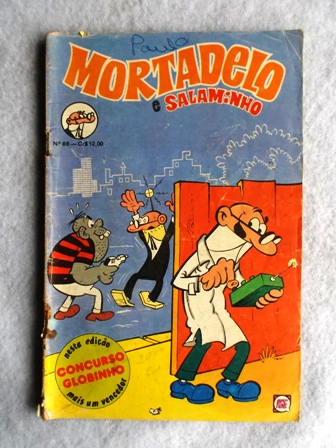 Paulo
MORTADELO
e SALAMiNHO
Nº 68 — Cr$ 12,00
nesta edição
CONCURSO
GLOBINHO
mais um vencedor